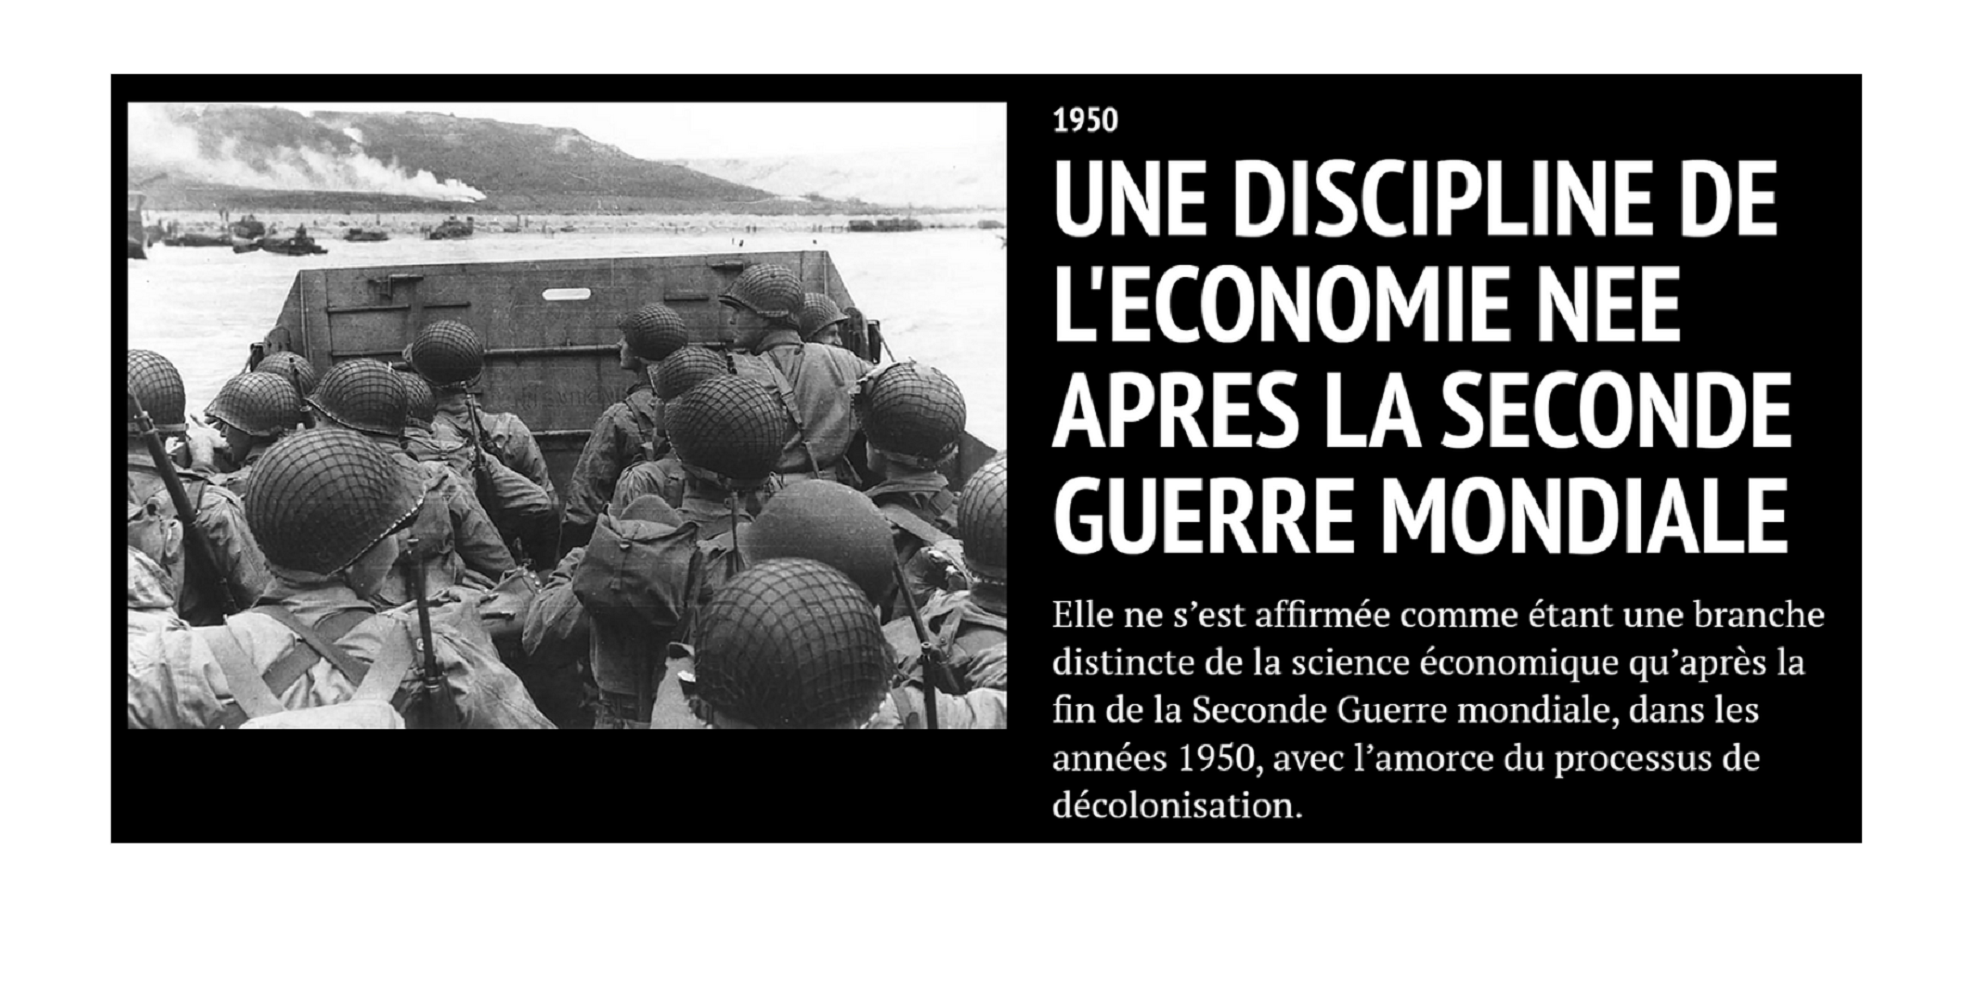 1950
UNE DISCIPLINE DE
L'ECONOMIE NEE
APRES LA SECONDE
GUERRE MONDIALE
Elle ne s’est affirmée comme étant une branche
distincte de la science économique qu’après la
fin de la Seconde Guerre mondiale, dans les
années 1950, avec l’amorce du processus de
décolonisation.